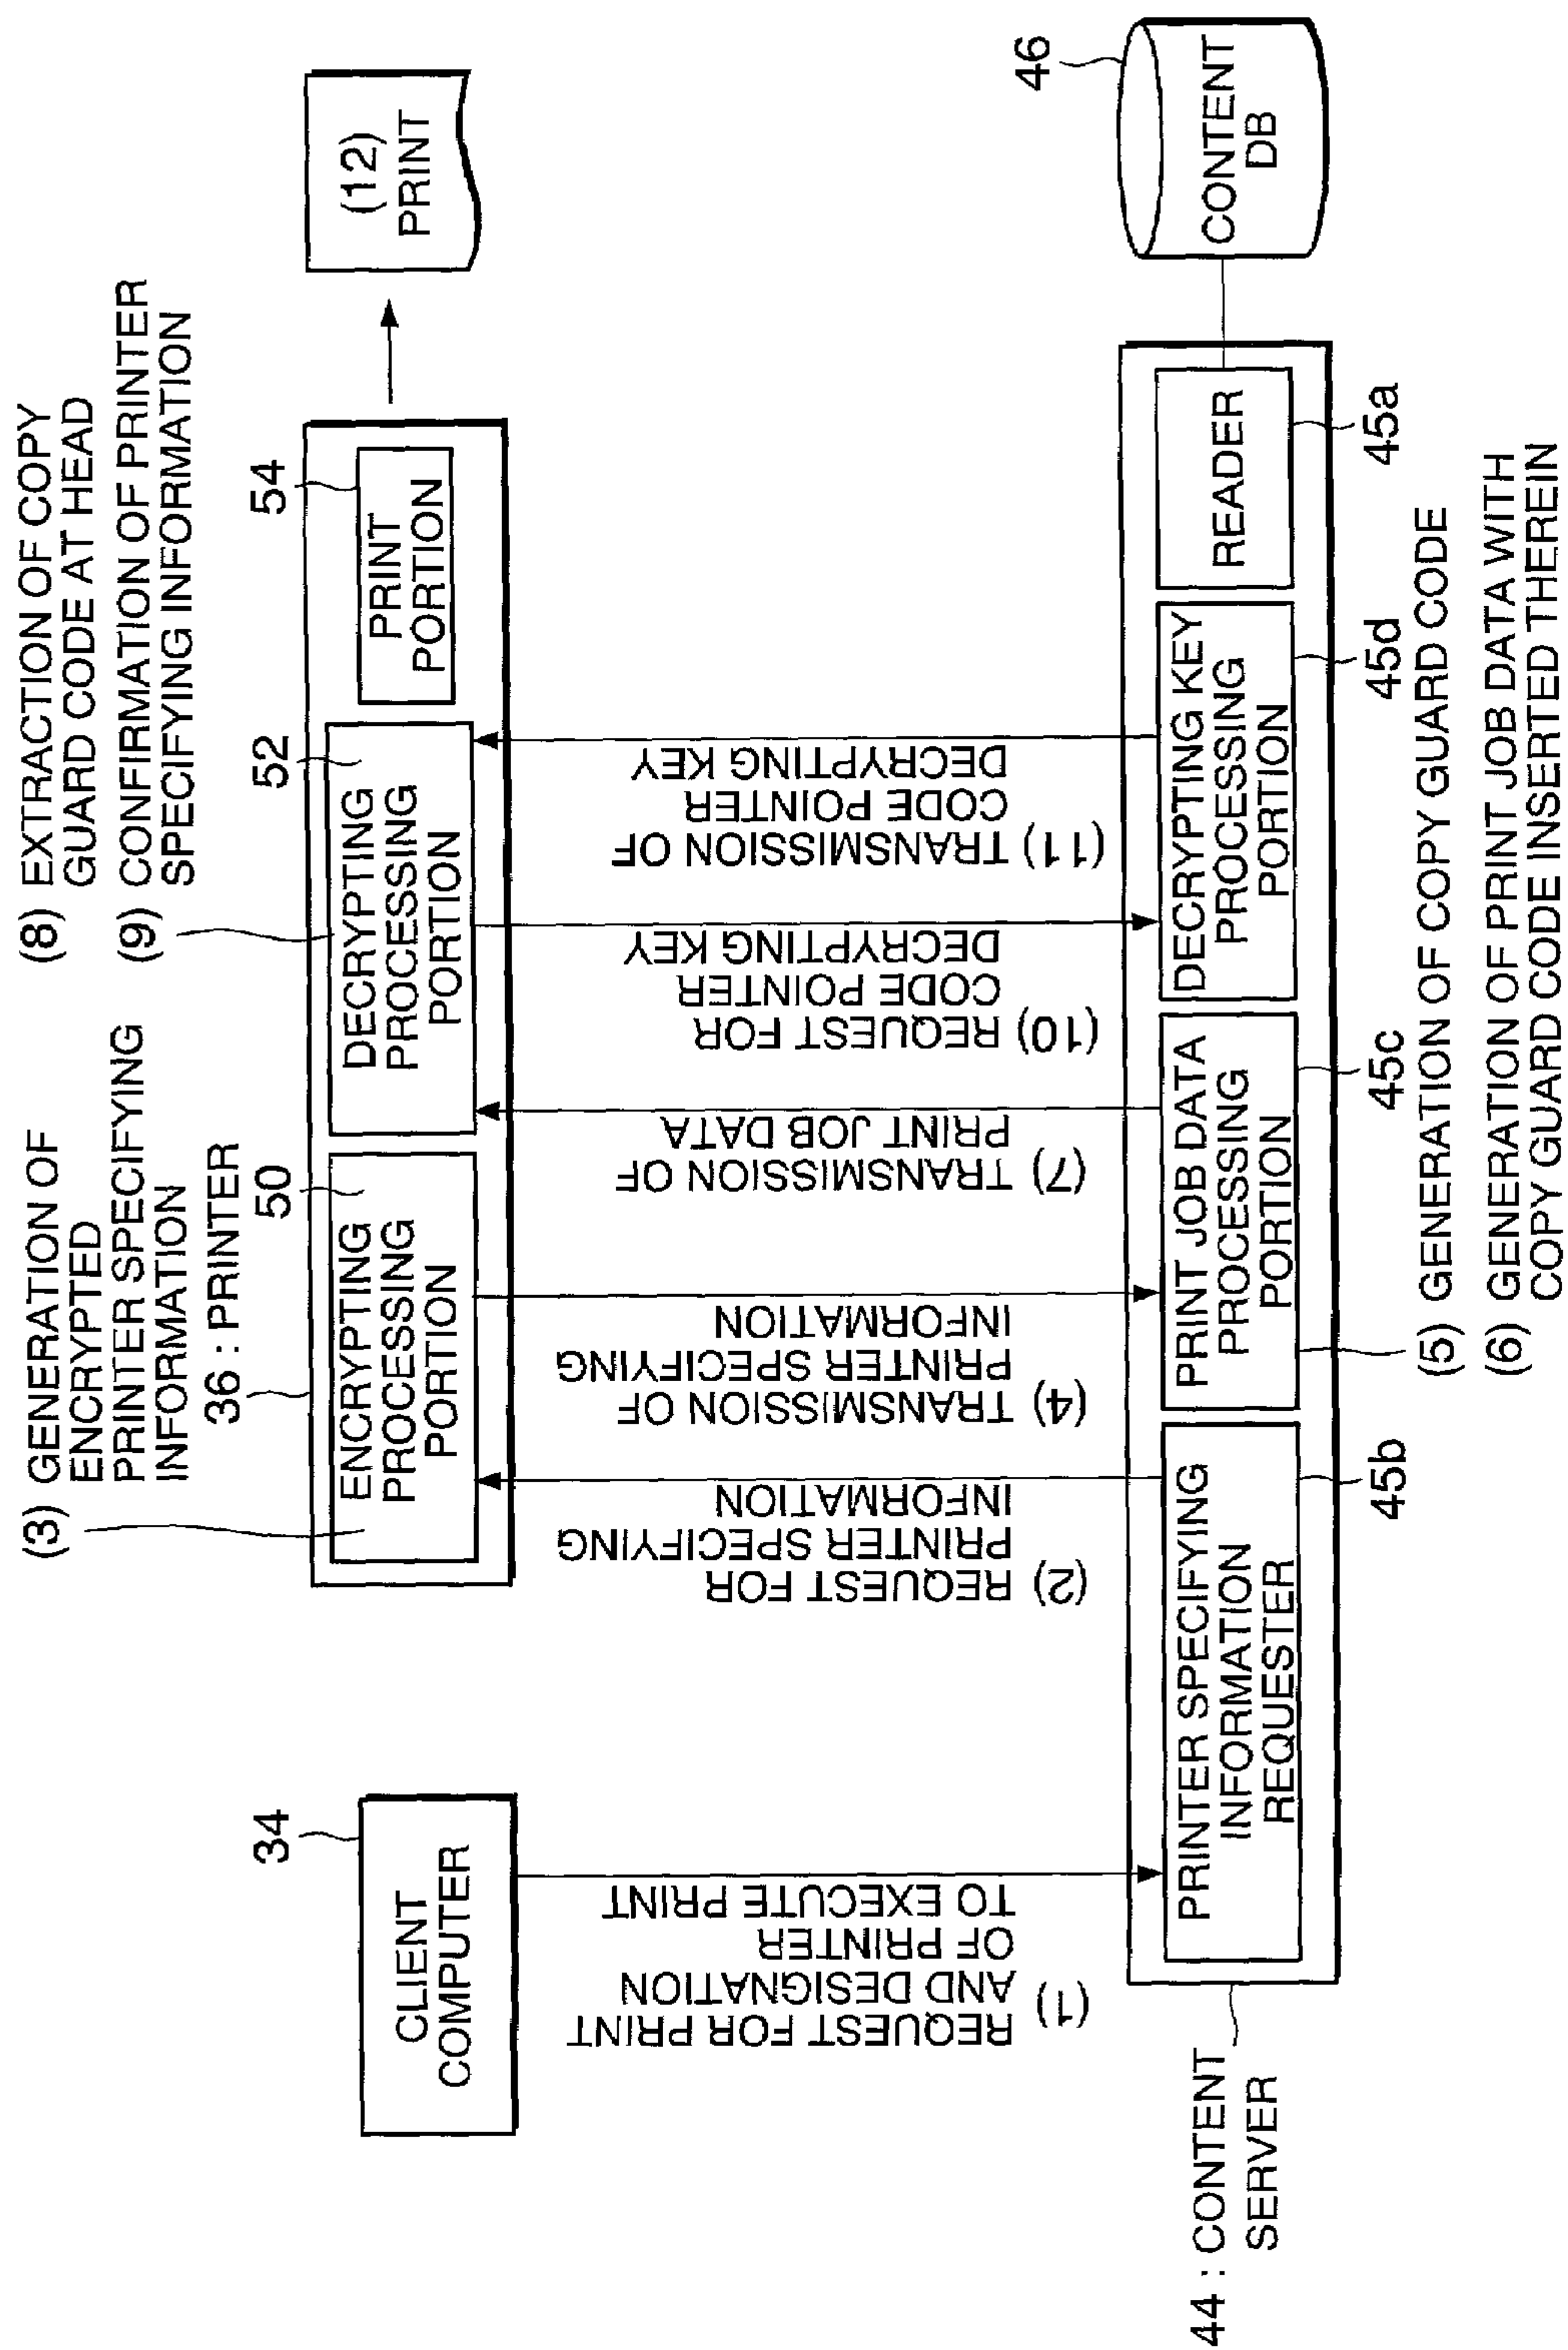 (3) GENERATION OF
ENCRYPTED
PRINTER SPECIFYING
INFORMATION
36 : PRINTER
(8) EXTRACTION OF COPY
GUARD CODE AT HEAD
(9) CONFIRMATION OF PRINTER
SPECIFYING INFORMATION
34
CLIENT
COMPUTER
50
ENCRYPTING
PROCESSING
PORTION
52
DECRYPTING
PROCESSING
PORTION
54
PRINT
PORTION
(12)
PRINT
(1) REQUEST FOR PRINT
AND DESIGNATION
OF PRINTER
TO EXECUTE PRINT
(2) REQUEST FOR
PRINTER SPECIFYING
INFORMATION
(4) TRANSMISSION OF
PRINTER SPECIFYING
INFORMATION
(7) TRANSMISSION OF
PRINT JOB DATA
(10) REQUEST FOR
CODE POINTER
DECRYPTING KEY
(11) TRANSMISSION OF
CODE POINTER
DECRYPTING KEY
44 : CONTENT
SERVER
PRINTER SPECIFYING
INFORMATION
REQUESTER
45b
PRINT JOB DATA
PROCESSING
PORTION
45c
DECRYPTING KEY
PROCESSING
PORTION
45d
READER
45a
46
CONTENT
DB
(5) GENERATION OF COPY GUARD CODE
(6) GENERATION OF PRINT JOB DATA WITH
COPY GUARD CODE INSERTED THEREIN